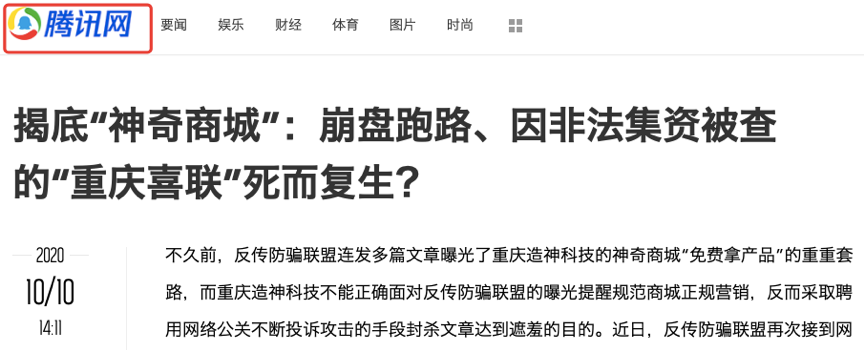 腾讯网 要闻 娱乐 财经 体育 图片 时尚
揭底“神奇商城”：崩盘跑路、因非法集资被查
的“重庆喜联”死而复生？
2020
10/10
14:11
不久前，反传防骗联盟连发多篇文章曝光了重庆造神科技的神奇商城“免费拿产品”的重重套
路，而重庆造神科技不能正确面对反传防骗联盟的曝光提醒规范商城正规营销，反而采取聘
用网络公关不断投诉攻击的手段封杀文章达到遮羞的目的。近日，反传防骗联盟再次接到网